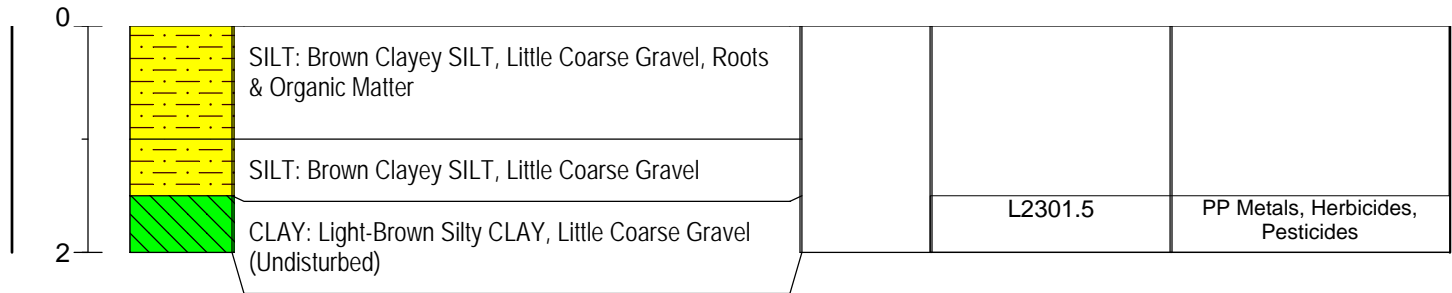 0
SILT: Brown Clayey SILT, Little Coarse Gravel, Roots
& Organic Matter
SILT: Brown Clayey SILT, Little Coarse Gravel
L2301.5
PP Metals, Herbicides,
Pesticides
CLAY: Light-Brown Silty CLAY, Little Coarse Gravel
(Undisturbed)
2